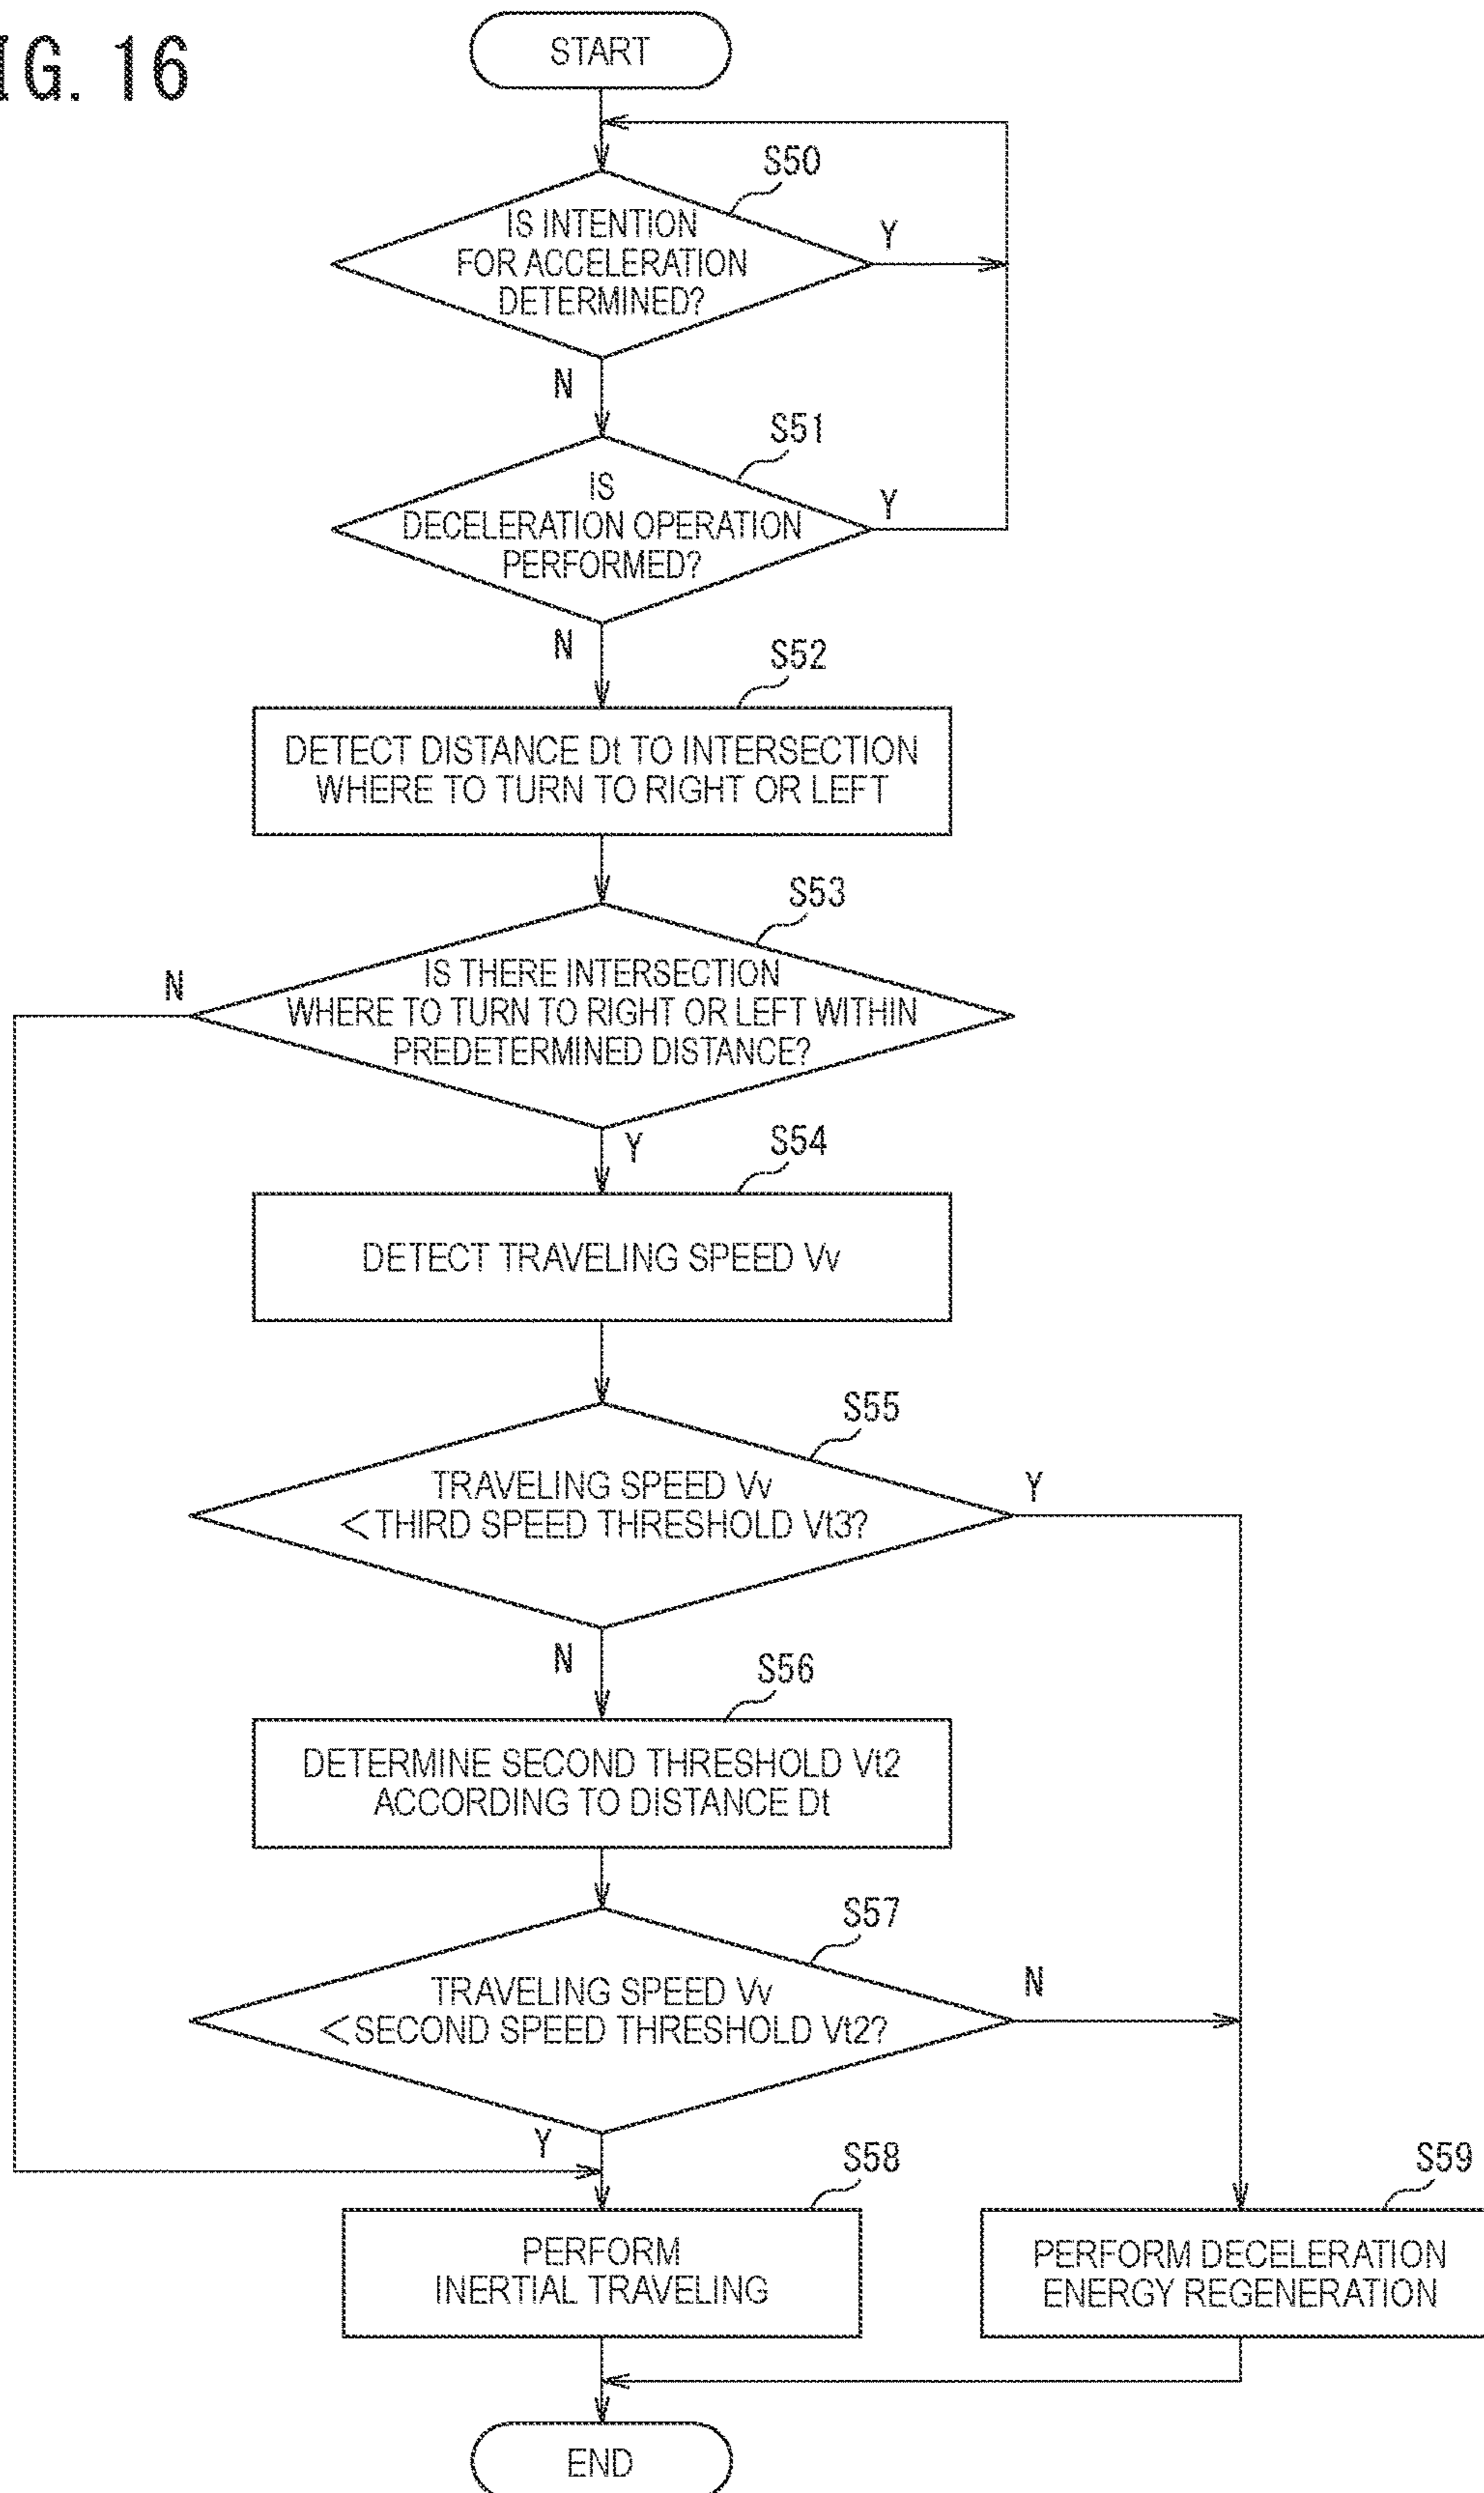 IG. 16
START
S50
IS INTENTION
FOR ACCELERATION
DETERMINED?
Y
N
S51
IS
DECELERATION OPERATION
PERFORMED?
Y
N
S52
DETECT DISTANCE Dt TO INTERSECTION
WHERE TO TURN TO RIGHT OR LEFT
S53
N
IS THERE INTERSECTION
WHERE TO TURN TO RIGHT OR LEFT WITHIN
PREDETERMINED DISTANCE?
Y
S54
DETECT TRAVELING SPEED Vv
S55
TRAVELING SPEED Vv
<THIRD SPEED THRESHOLD Vt3?
Y
N
S56
DETERMINE SECOND THRESHOLD Vt2
ACCORDING TO DISTANCE Dt
S57
TRAVELING SPEED Vv
<SECOND SPEED THRESHOLD Vt2?
N
Y
S58
PERFORM
INERTIAL TRAVELING
S59
PERFORM DECELERATION
ENERGY REGENERATION
END